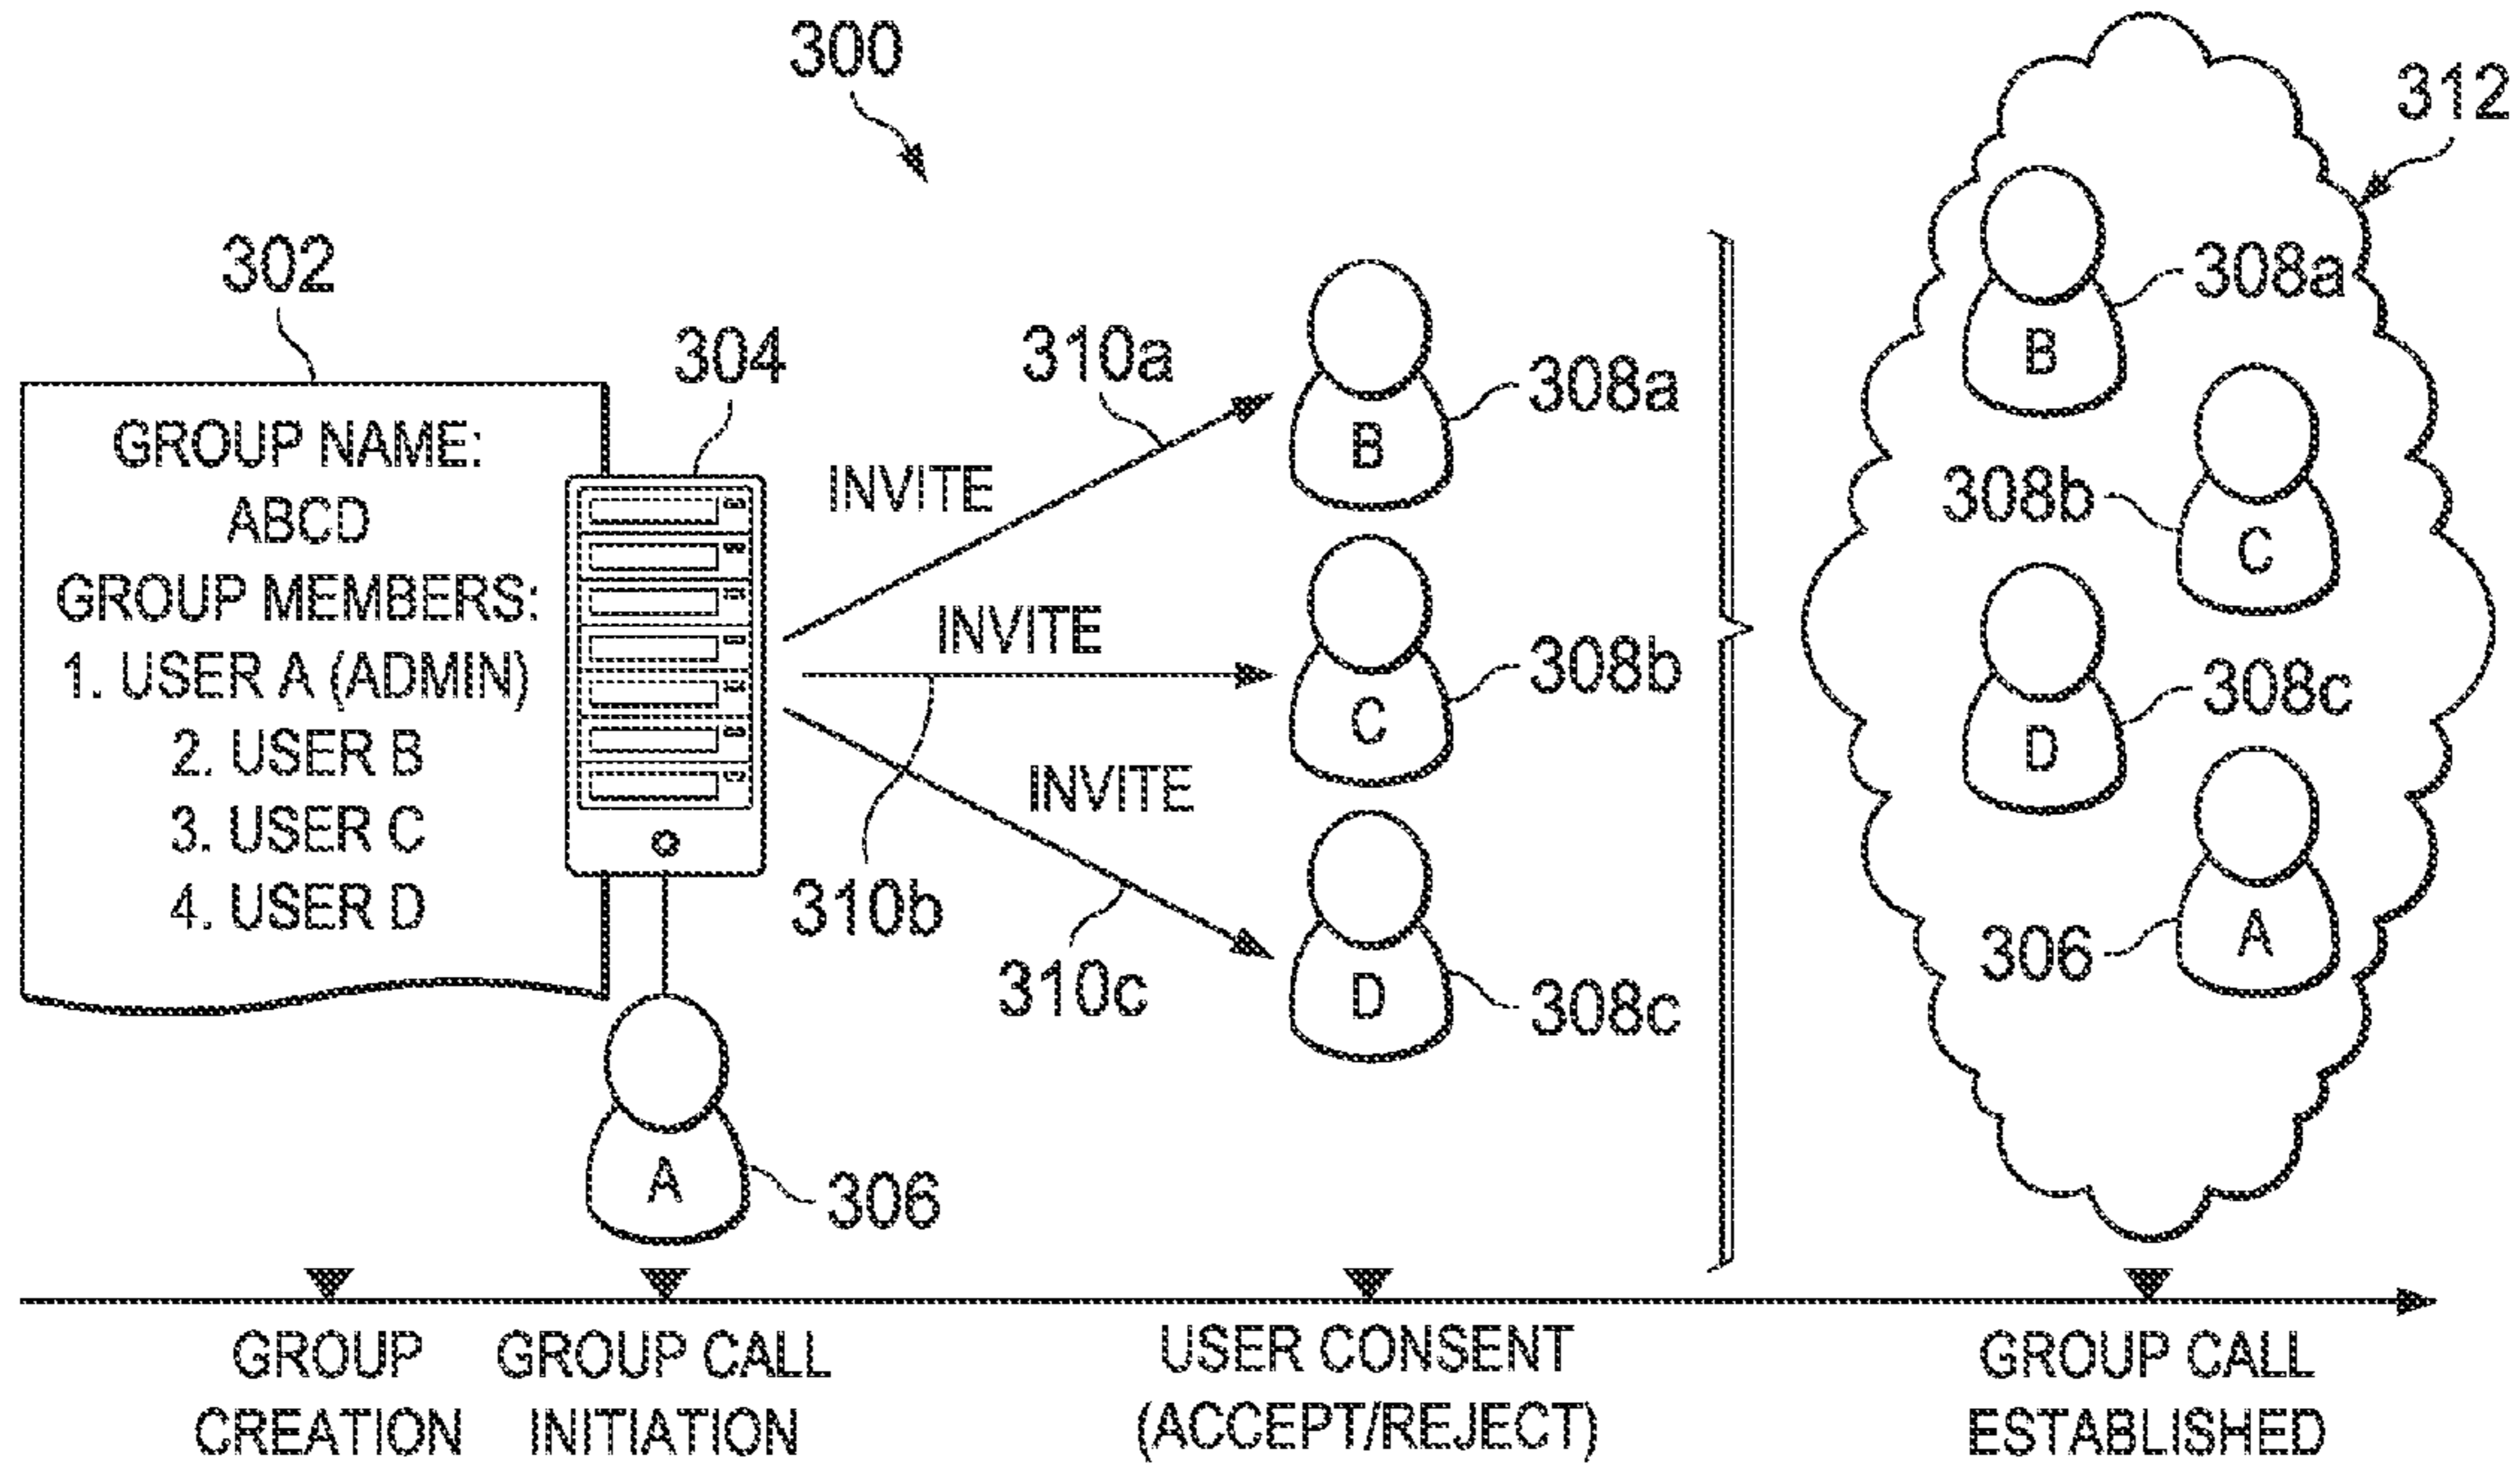 300
312
302
304
GROUP NAME:
ABCD
GROUP MEMBERS:
1. USER A (ADMIN)
2. USER B
3. USER C
4. USER D
A
306
310a
INVITE
INVITE
310b
INVITE
310c
B
308a
C
308b
D
308c
B
308a
308b
C
D
308c
306
A
GROUP
CREATION
GROUP CALL
INITIATION
USER CONSENT
(ACCEPT/REJECT)
GROUP CALL
ESTABLISHED